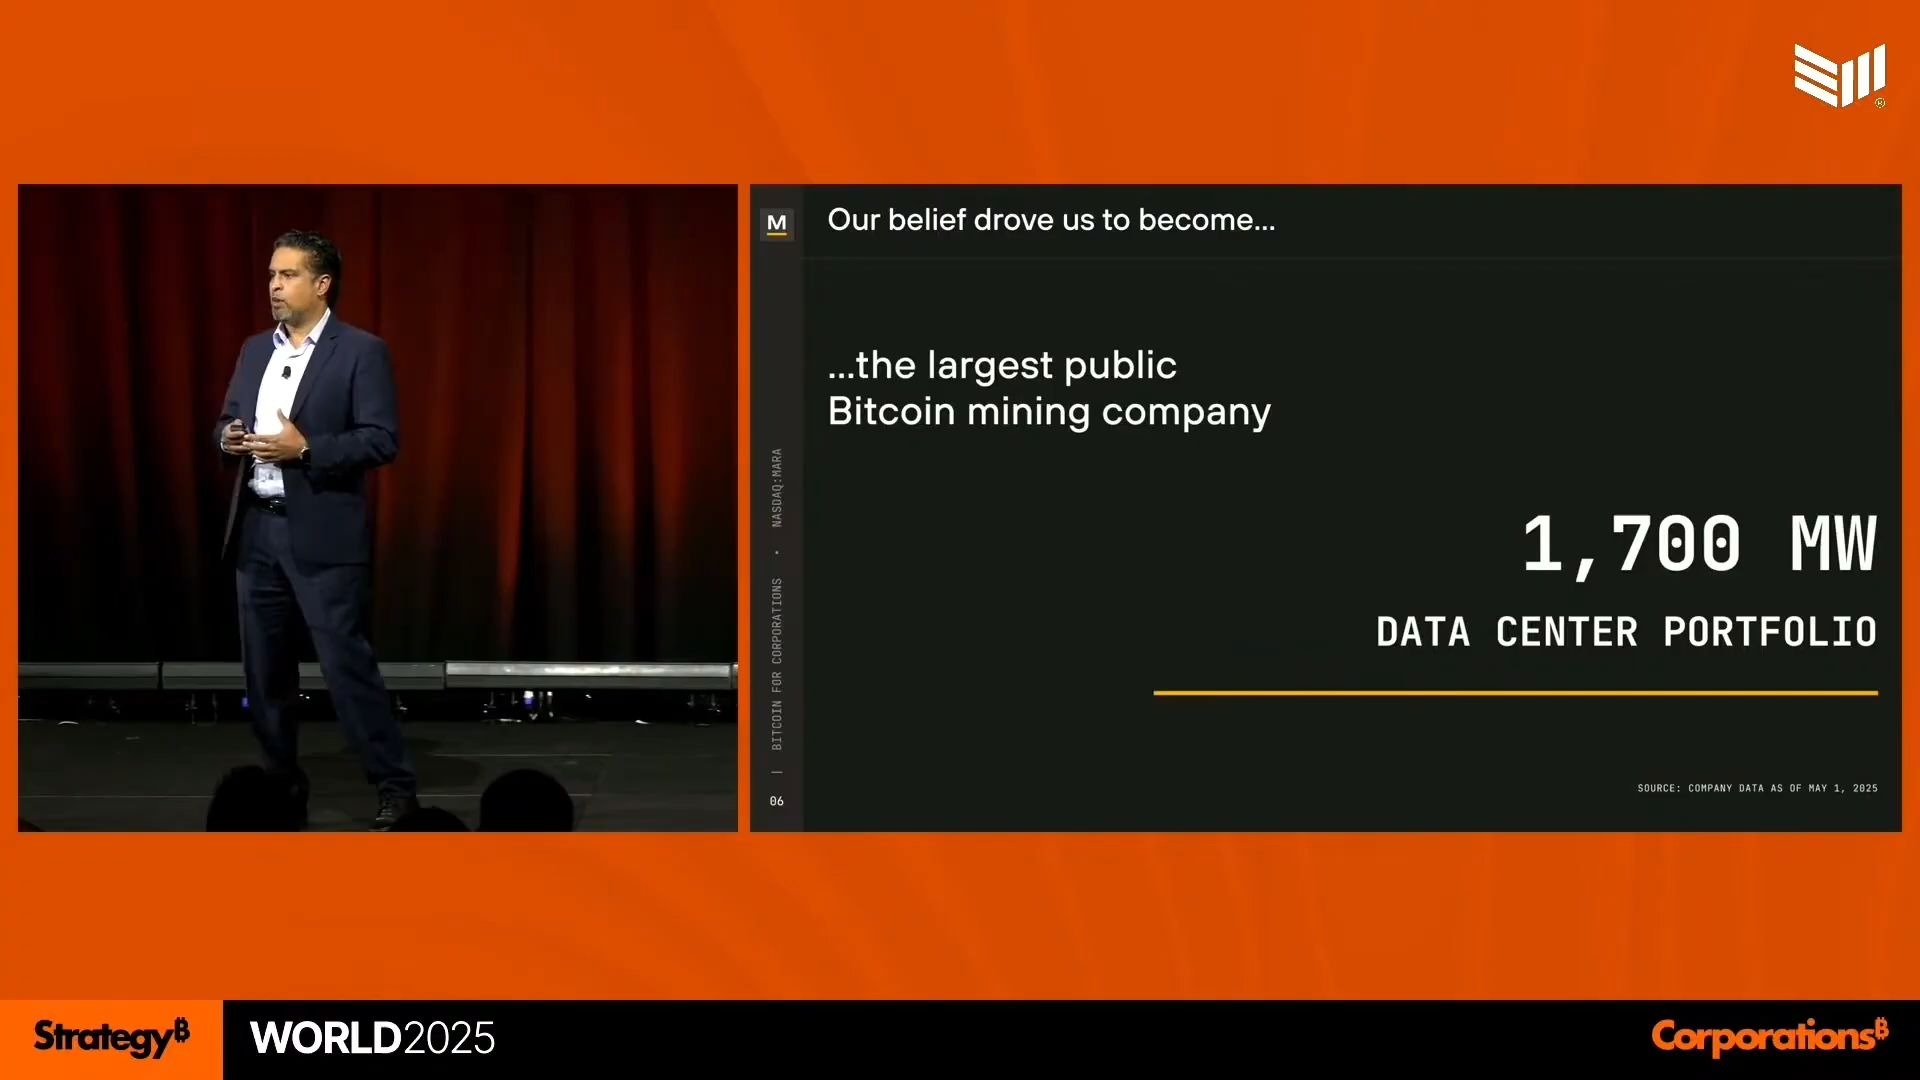 M
Our belief drove us to become...
...the largest public
Bitcoin mining company
1,700 MW
DATA CENTER PORTFOLIO
SOURCE: COMPANY DATA AS OF MAY 1, 2025
06 | BITCOIN FOR CORPORATIONS • NASDAQ:MARA
Strategy₿
WORLD2025
Corporations₿